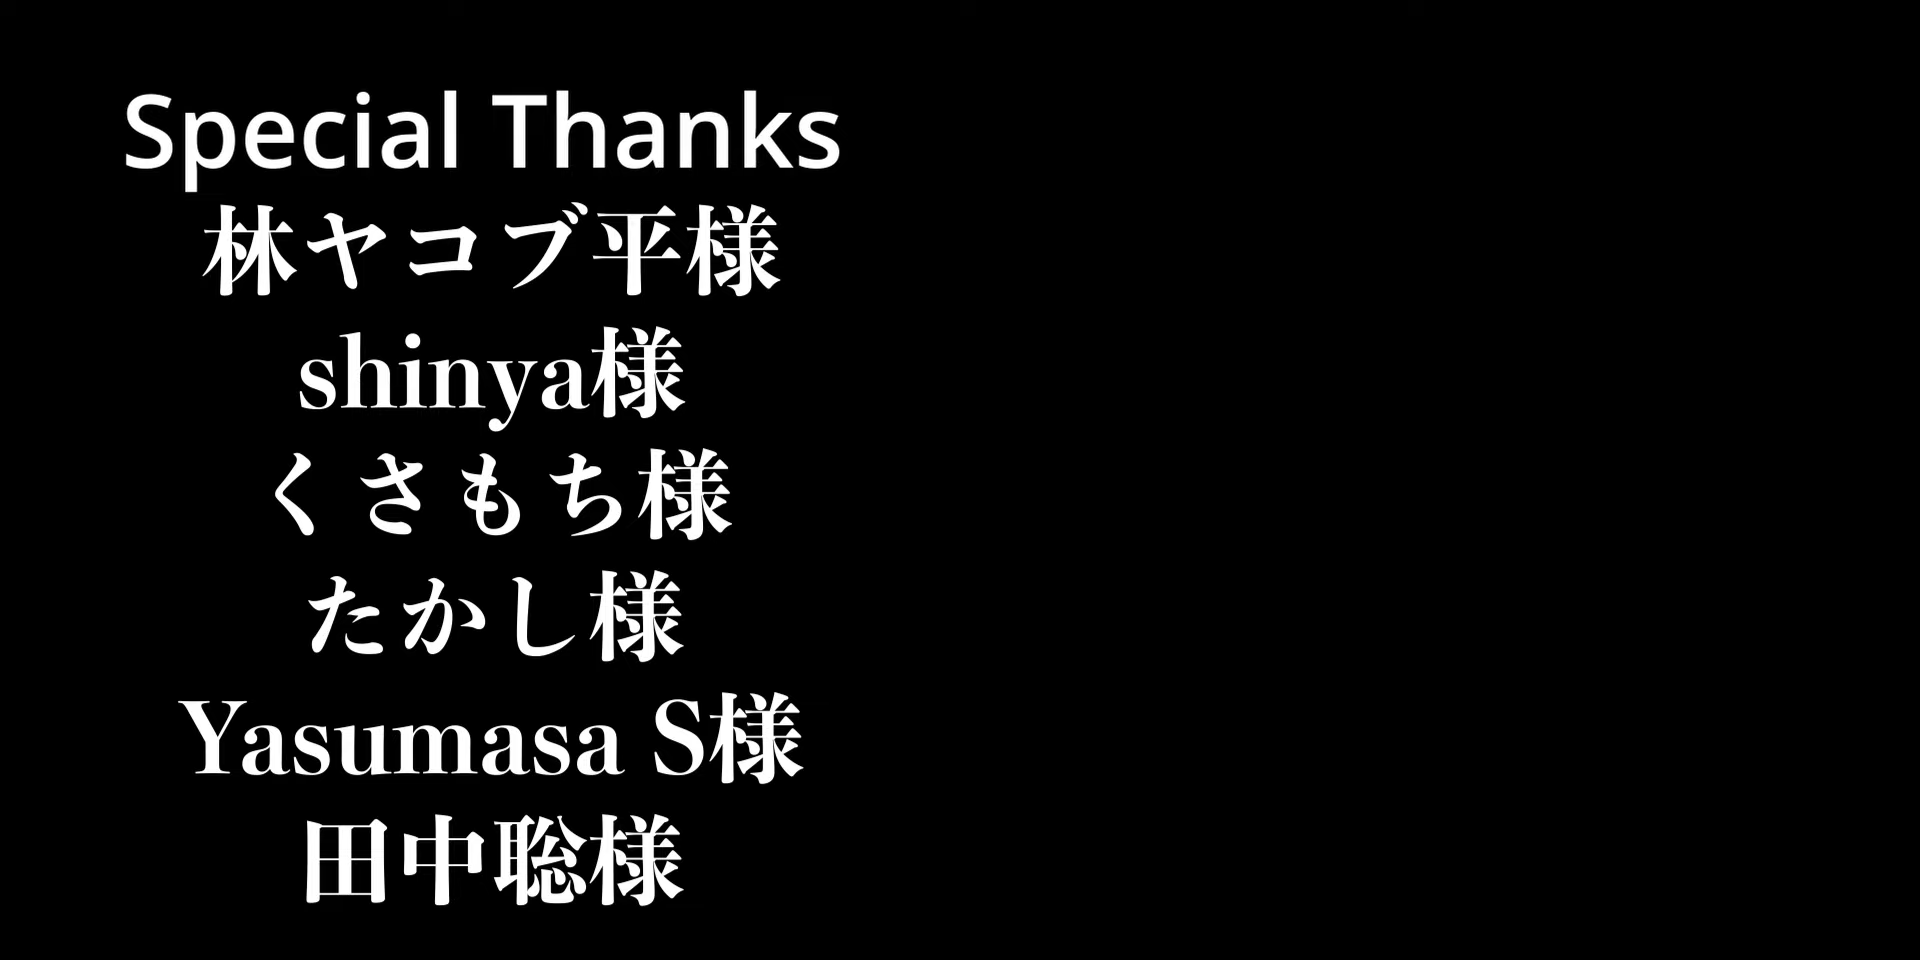 Special Thanks
林ヤコブ平様
shinya様
くさもち様
たかし様
Yasumasa S様
田中聡様